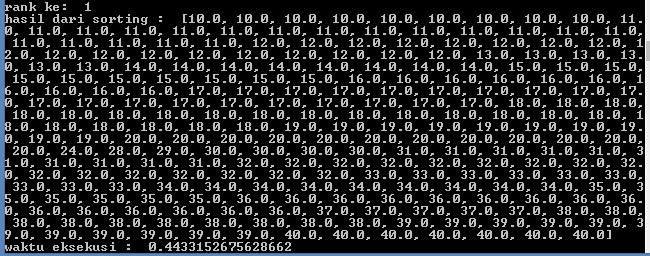 rank ke:  1
hasil dari sorting :  [10.0, 10.0, 10.0, 10.0, 10.0, 10.0, 10.0, 10.0, 10.0, 11.
0, 11.0, 11.0, 11.0, 11.0, 11.0, 11.0, 11.0, 11.0, 11.0, 11.0, 11.0, 11.0, 11.0,
 11.0, 11.0, 11.0, 11.0, 12.0, 12.0, 12.0, 12.0, 12.0, 12.0, 12.0, 12.0, 12.0, 1
2.0, 12.0, 12.0, 12.0, 12.0, 12.0, 12.0, 12.0, 12.0, 12.0, 13.0, 13.0, 13.0, 13.
0, 13.0, 13.0, 14.0, 14.0, 14.0, 14.0, 14.0, 14.0, 14.0, 14.0, 15.0, 15.0, 15.0,
 15.0, 15.0, 15.0, 15.0, 15.0, 15.0, 15.0, 16.0, 16.0, 16.0, 16.0, 16.0, 16.0, 1
6.0, 16.0, 16.0, 17.0, 17.0, 17.0, 17.0, 17.0, 17.0, 17.0, 17.0, 17.0, 17.0, 17.
0, 17.0, 17.0, 17.0, 17.0, 17.0, 17.0, 17.0, 17.0, 17.0, 17.0, 18.0, 18.0, 18.0,
 18.0, 18.0, 18.0, 18.0, 18.0, 18.0, 18.0, 18.0, 18.0, 18.0, 18.0, 18.0, 18.0, 1
8.0, 18.0, 18.0, 18.0, 18.0, 18.0, 19.0, 19.0, 19.0, 19.0, 19.0, 19.0, 19.0, 19.
0, 19.0, 19.0, 20.0, 20.0, 20.0, 20.0, 20.0, 20.0, 20.0, 20.0, 20.0, 20.0, 20.0,
 20.0, 24.0, 28.0, 29.0, 30.0, 30.0, 30.0, 30.0, 31.0, 31.0, 31.0, 31.0, 31.0, 3
1.0, 31.0, 31.0, 31.0, 31.0, 32.0, 32.0, 32.0, 32.0, 32.0, 32.0, 32.0, 32.0, 32.
0, 32.0, 32.0, 32.0, 32.0, 32.0, 32.0, 32.0, 33.0, 33.0, 33.0, 33.0, 33.0, 33.0,
 33.0, 33.0, 33.0, 34.0, 34.0, 34.0, 34.0, 34.0, 34.0, 34.0, 34.0, 35.0, 35.0, 3
5.0, 35.0, 35.0, 35.0, 36.0, 36.0, 36.0, 36.0, 36.0, 36.0, 36.0, 36.0, 36.0, 36.
0, 36.0, 36.0, 36.0, 36.0, 36.0, 36.0, 37.0, 37.0, 37.0, 37.0, 38.0, 38.0, 38.0,
 38.0, 38.0, 38.0, 38.0, 38.0, 38.0, 38.0, 38.0, 38.0, 39.0, 39.0, 39.0, 39.0, 3
9.0, 39.0, 39.0, 39.0, 39.0, 39.0, 40.0, 40.0, 40.0, 40.0, 40.0, 40.0, 40.0]
waktu eksekusi :  0.4433152675628662